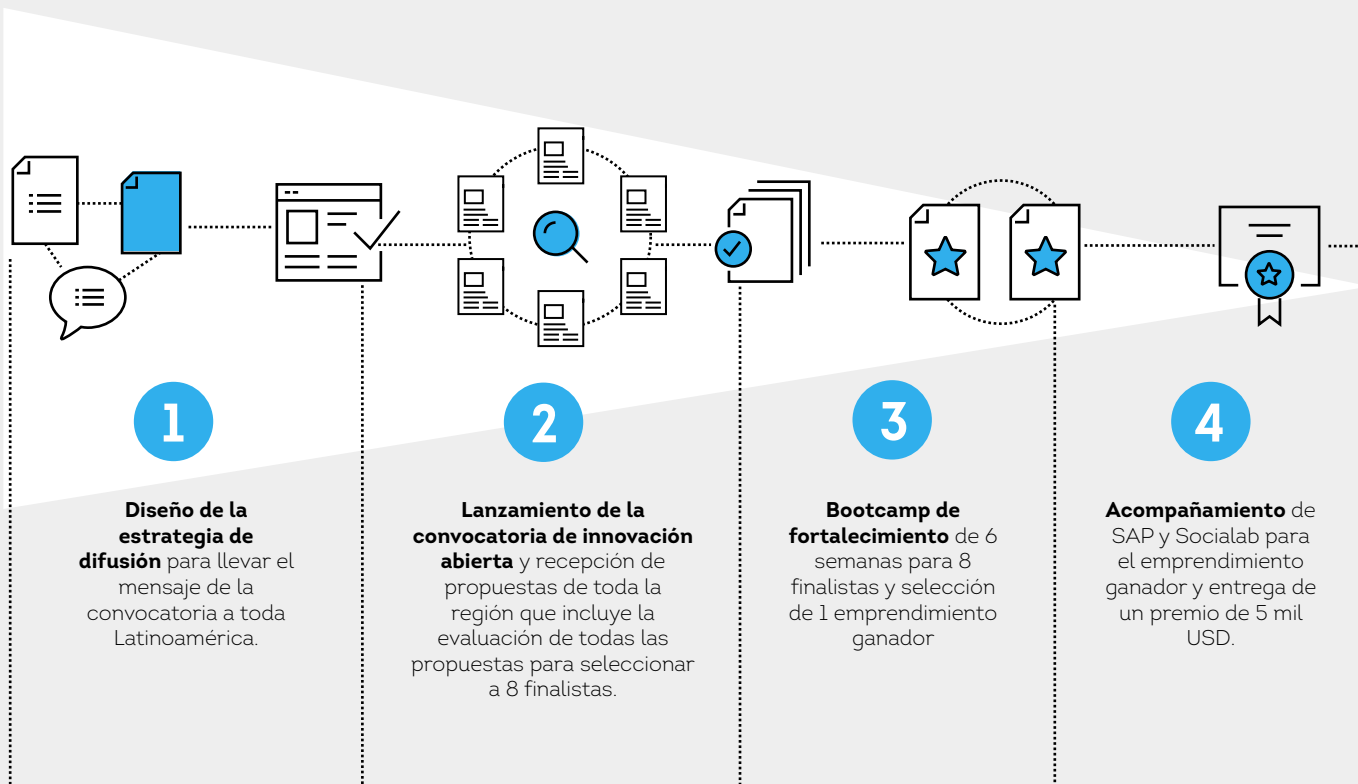 1
Diseño de la
estrategia de
difusión para llevar el
mensaje de la
convocatoria a toda
Latinoamérica.
2
Lanzamiento de la
convocatoria de innovación
abierta y recepción de
propuestas de toda la
región que incluye la
evaluación de todas las
propuestas para seleccionar
a 8 finalistas.
3
Bootcamp de
fortalecimiento de 6
semanas para 8
finalistas y selección
de 1 emprendimiento
ganador
4
Acompañamiento de
SAP y Socialab para
el emprendimiento
ganador y entrega de
un premio de 5 mil
USD.